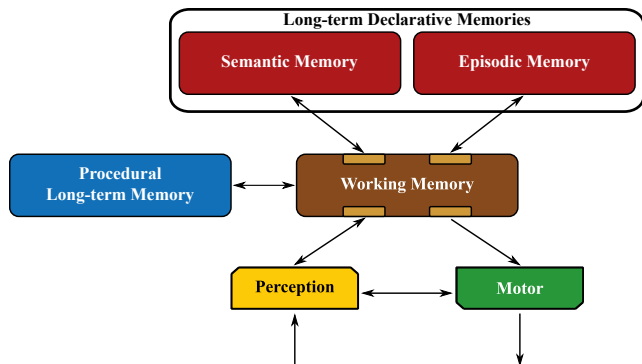 Long-term Declarative Memories
Semantic Memory
Episodic Memory
Procedural
Long-term Memory
Working Memory
Perception
Motor